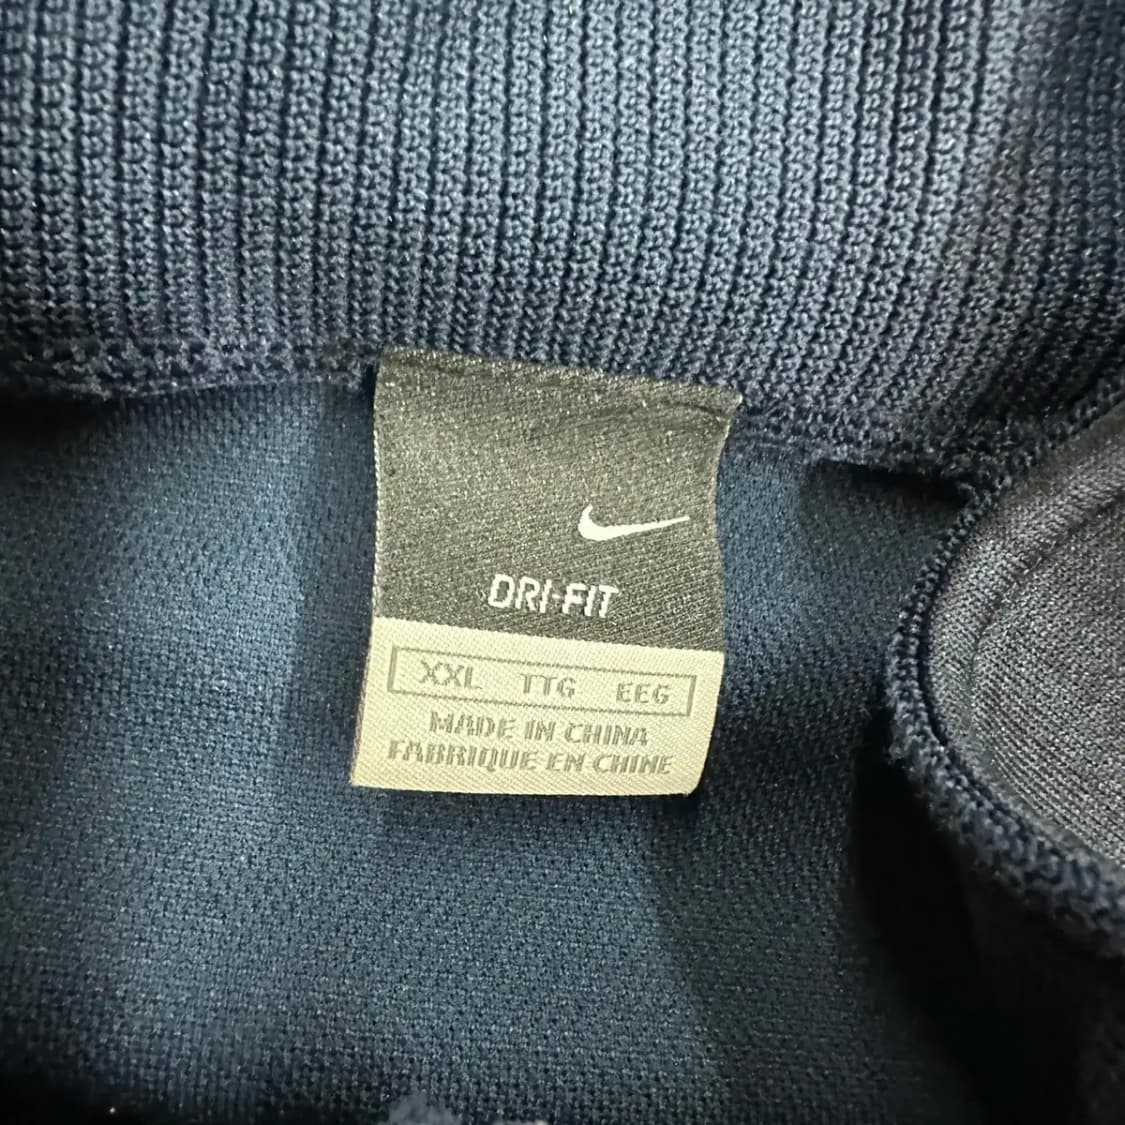 DRI-FIT
XXL TTG EEG
MADE IN CHINA
FABRIQUE EN CHINE